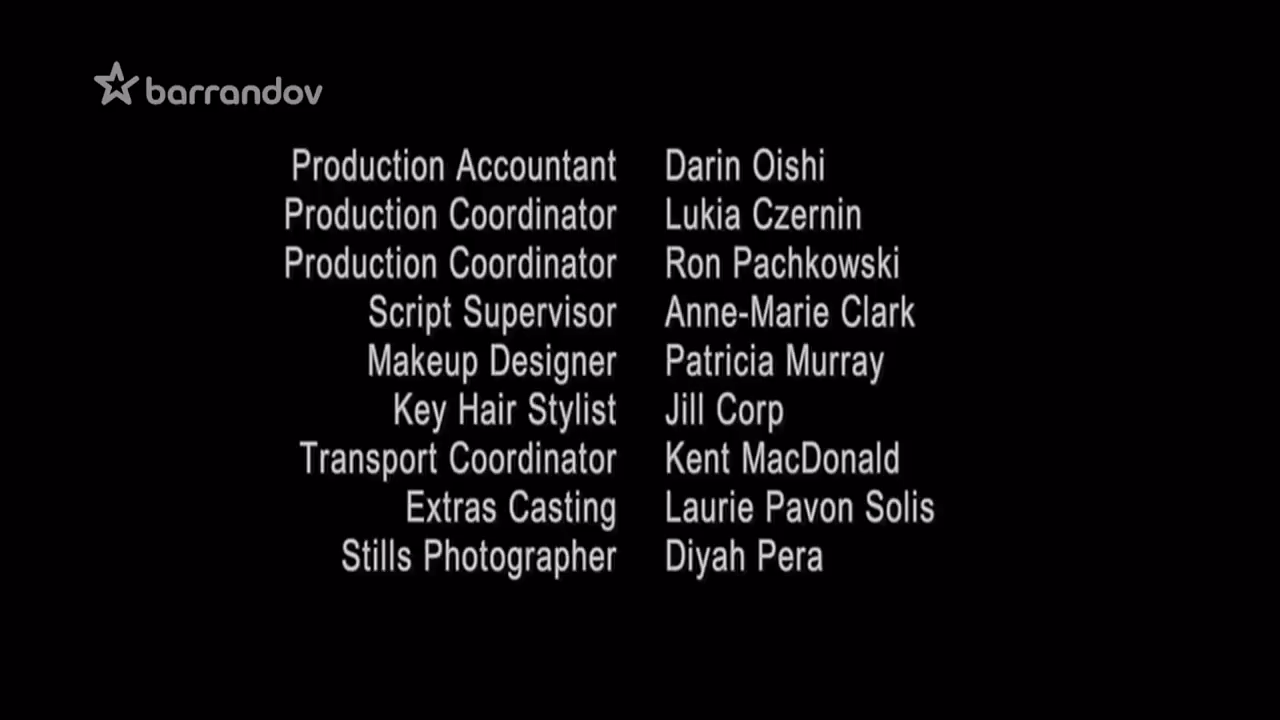 barrandov
Production Accountant Darin Oishi
Production Coordinator Lukia Czernin
Production Coordinator Ron Pachkowski
Script Supervisor Anne-Marie Clark
Makeup Designer Patricia Murray
Key Hair Stylist Jill Corp
Transport Coordinator Kent MacDonald
Extras Casting Laurie Pavon Solis
Stills Photographer Diyah Pera